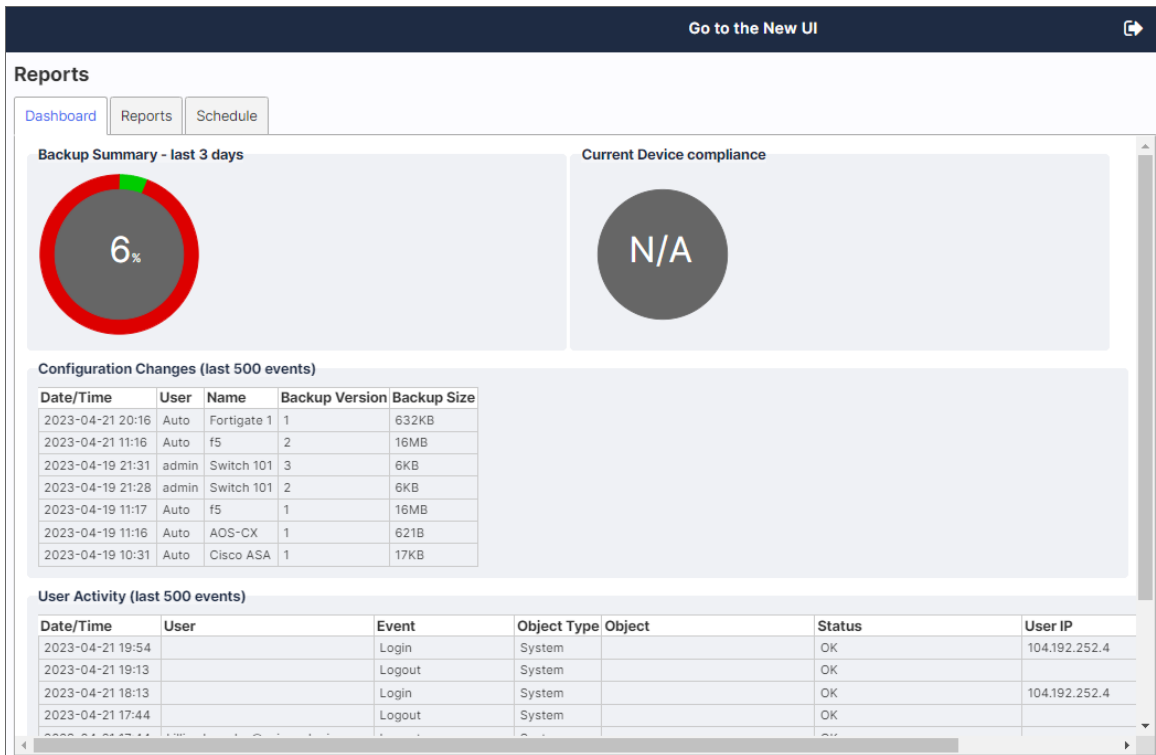 Go to the New UI
Reports
Dashboard Reports Schedule
Backup Summary - last 3 days
Current Device compliance
6%
N/A
Configuration Changes (last 500 events)
Date/Time User Name Backup Version Backup Size
2023-04-21 20:16 Auto Fortigate 1 1 632KB
2023-04-21 11:16 Auto f5 2 16MB
2023-04-19 21:31 admin Switch 101 3 6KB
2023-04-19 21:28 admin Switch 101 2 6KB
2023-04-19 11:17 Auto f5 1 16MB
2023-04-19 11:16 Auto AOS-CX 1 621B
2023-04-19 10:31 Auto Cisco ASA 1 17KB
User Activity (last 500 events)
Date/Time User Event Object Type Object Status User IP
2023-04-21 19:54 Login System OK 104.192.252.4
2023-04-21 19:13 Logout System OK
2023-04-21 18:13 Login System OK 104.192.252.4
2023-04-21 17:44 Logout System OK